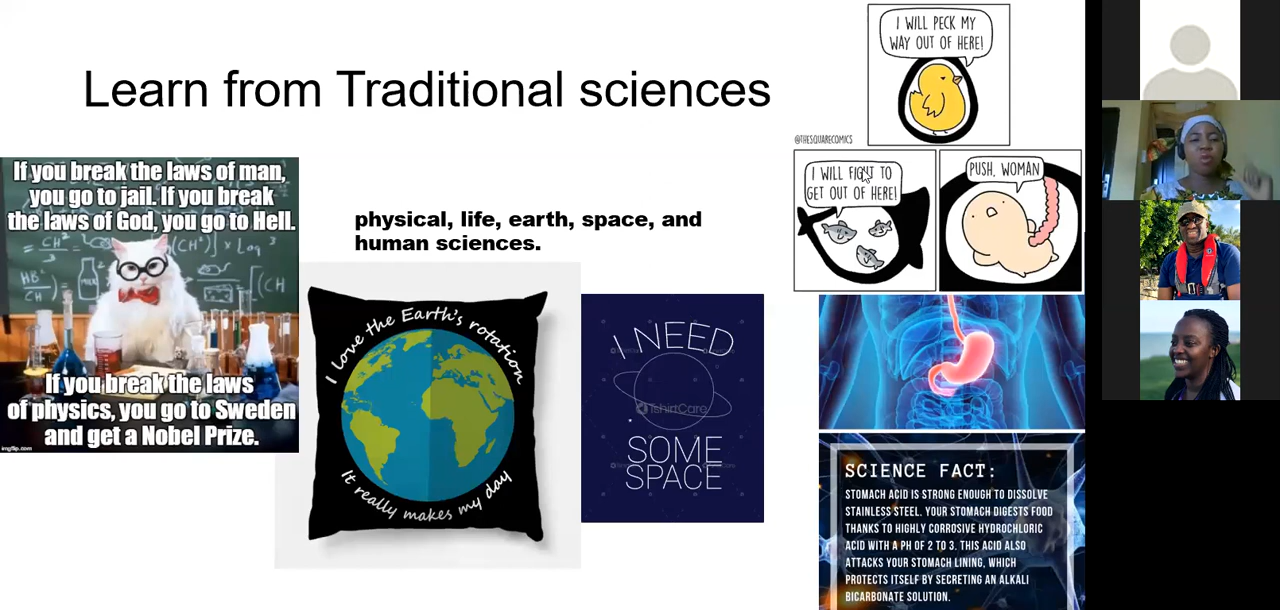 Learn from Traditional sciences
If you break the laws of man,
you go to jail. If you break
the laws of God, you go to Hell.
If you break the laws
of physics, you go to Sweden
and get a Nobel Prize.
imgflip.com
physical, life, earth, space, and
human sciences.
I love the Earth's rotation
It really makes my day
I NEED
TshirtCare
SOME
SPACE
I WILL PECK MY
WAY OUT OF HERE!
@THESQUARECOMICS
I WILL FIGHT TO
GET OUT OF HERE!
PUSH, WOMAN
SCIENCE FACT:
STOMACH ACID IS STRONG ENOUGH TO DISSOLVE
STAINLESS STEEL. YOUR STOMACH DIGESTS FOOD
THANKS TO HIGHLY CORROSIVE HYDROCHLORIC
ACID WITH A PH OF 2 TO 3. THIS ACID ALSO
ATTACKS YOUR STOMACH LINING, WHICH
PROTECTS ITSELF BY SECRETING AN ALKALI
BICARBONATE SOLUTION.